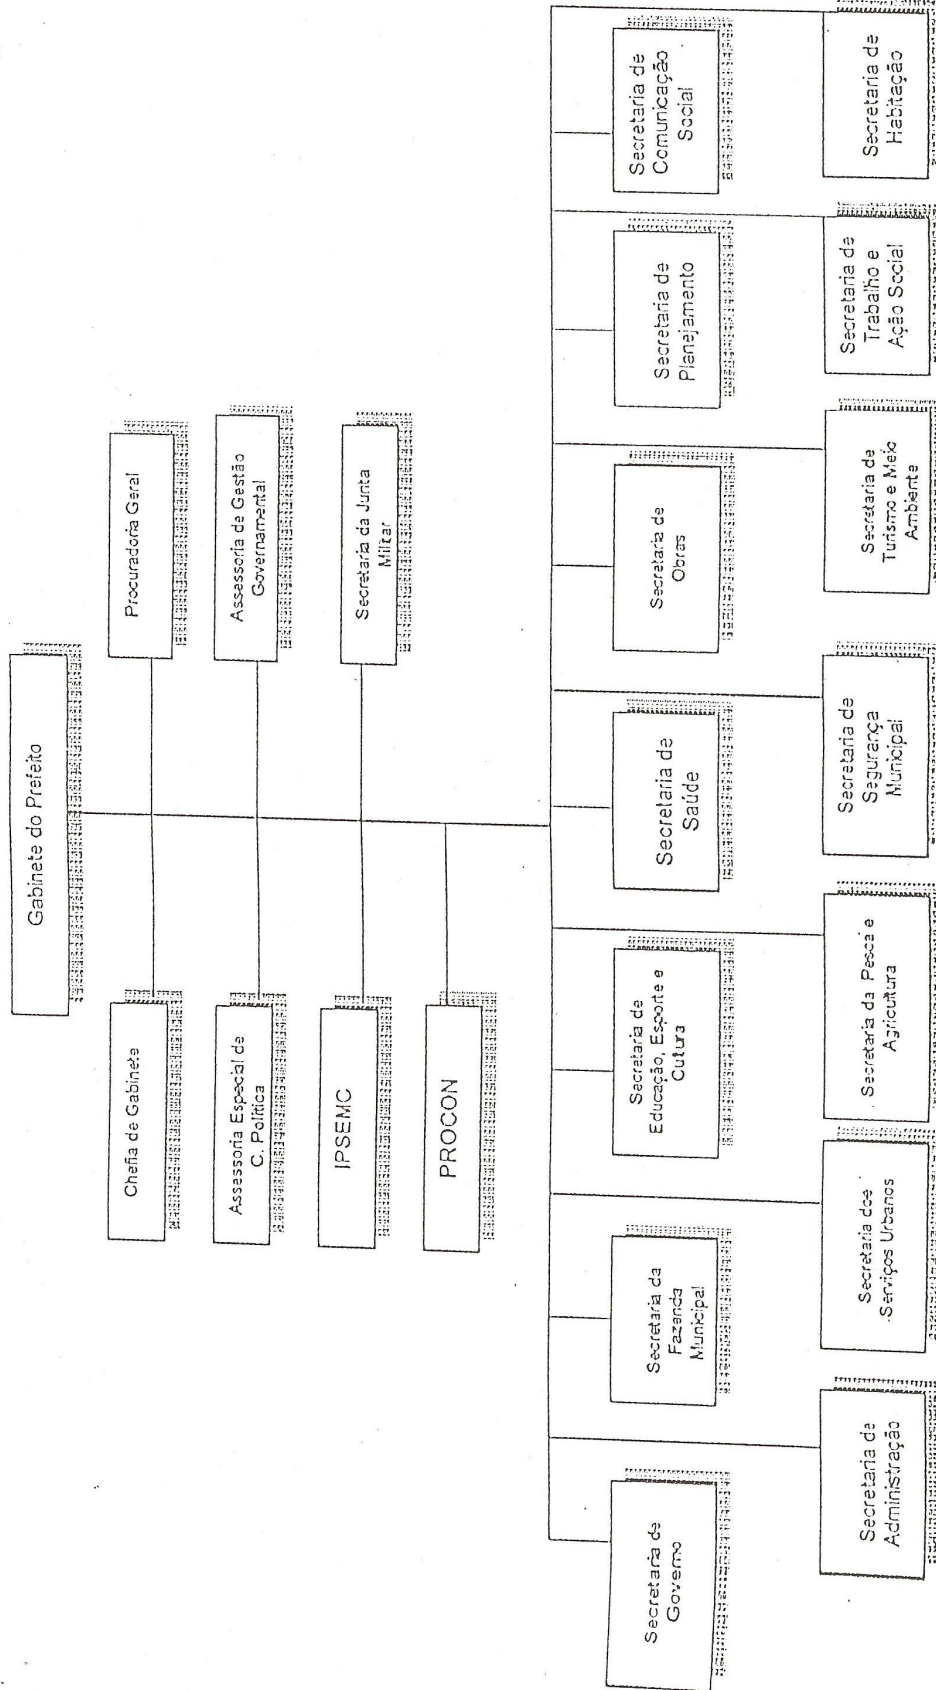 Gabinete do Prefeito
Chefia de Gabinete
Procuradoria Geral
Assessoria Especial de
C. Política
Assessoria de Gestão
Governamental
IPSEMC
Secretaria da Junta
Militar
PROCON
Secretaria de
Governo
Secretaria da
Fazenda
Municipal
Secretaria de
Educação, Esporte e
Cutura
Secretaria de
Saúde
Secretaria de
Obras
Secretaria de
Planejamento
Secretaria de
Comunicação
Social
Secretaria de
Administração
Secretaria dos
Serviços Urbanos
Secretaria da Pesca e
Agricultura
Secretaria de
Segurança
Municipal
Secretaria de
Turismo e Meio
Ambiente
Secretaria de
Trabalho e
Ação Social
Secretaria de
Habitação